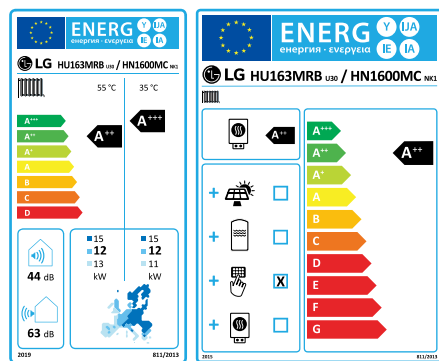 ENERG
Y IJA
IE IA
енергия · ενεργεια
LG HU163MRB U30 / HN1600MC NK1
55 °C 35 °C
A+++
A++
A+
A
B
C
D
A++
A+++
15 15
12 12
13 11
kW kW
44 dB
63 dB
2019 811/2013
ENERG
Y IJA
IE IA
енергия · ενεργεια
LG HU163MRB U30 / HN1600MC NK1
A++
+
+
+ X
+
A+++
A++
A+
A
B
C
D
E
F
G
A++
2015 811/2013